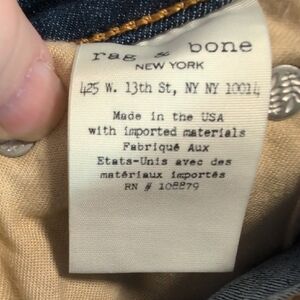 rag & bone
NEW YORK
425 W. 13th St, NY NY 10014
Made in the USA
with imported materials
Fabriqué Aux
Etats-Unis avec des
matériaux importés
RN # 108879